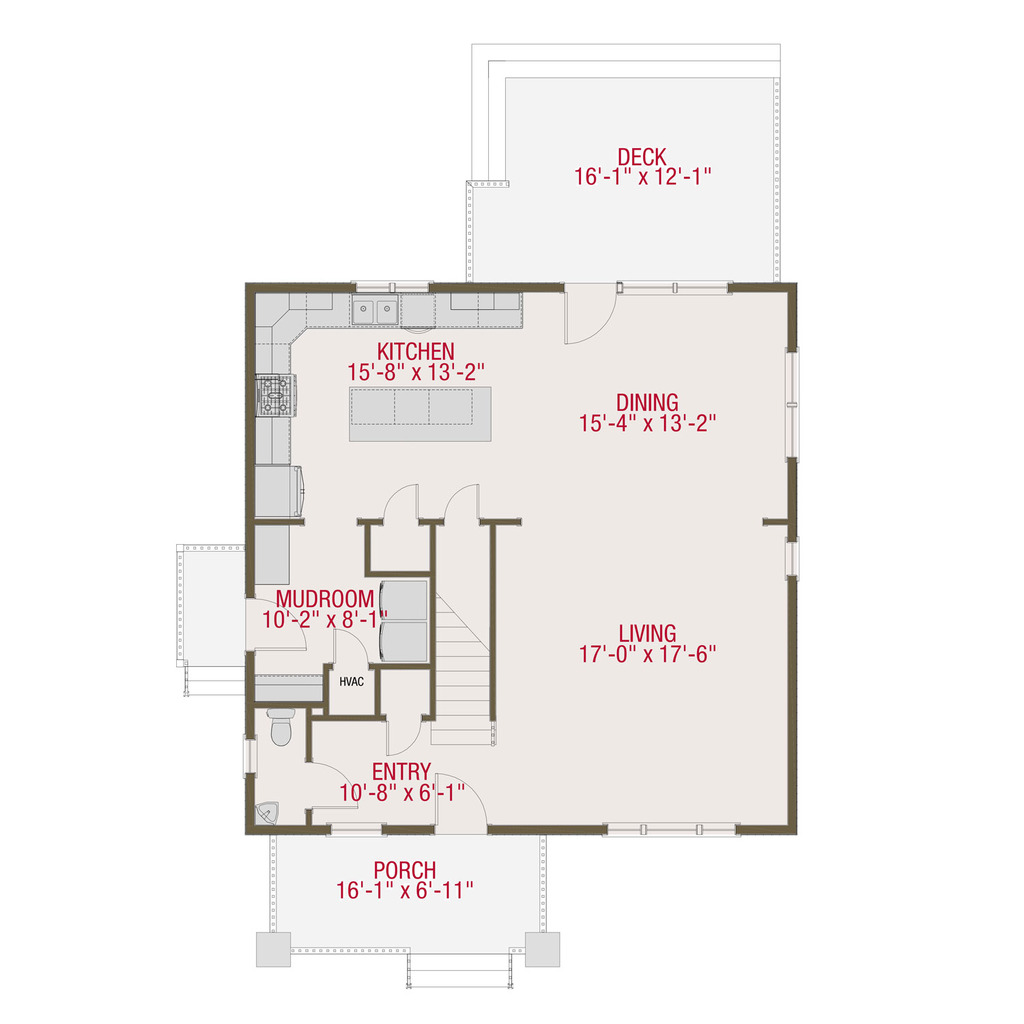 DECK
16'-1" x 12'-1"
KITCHEN
15'-8" x 13'-2"
DINING
15'-4" x 13'-2"
MUDROOM
10'-2" x 8'-1"
LIVING
17'-0" x 17'-6"
HVAC
ENTRY
10'-8" x 6'-1"
PORCH
16'-1" x 6'-11"